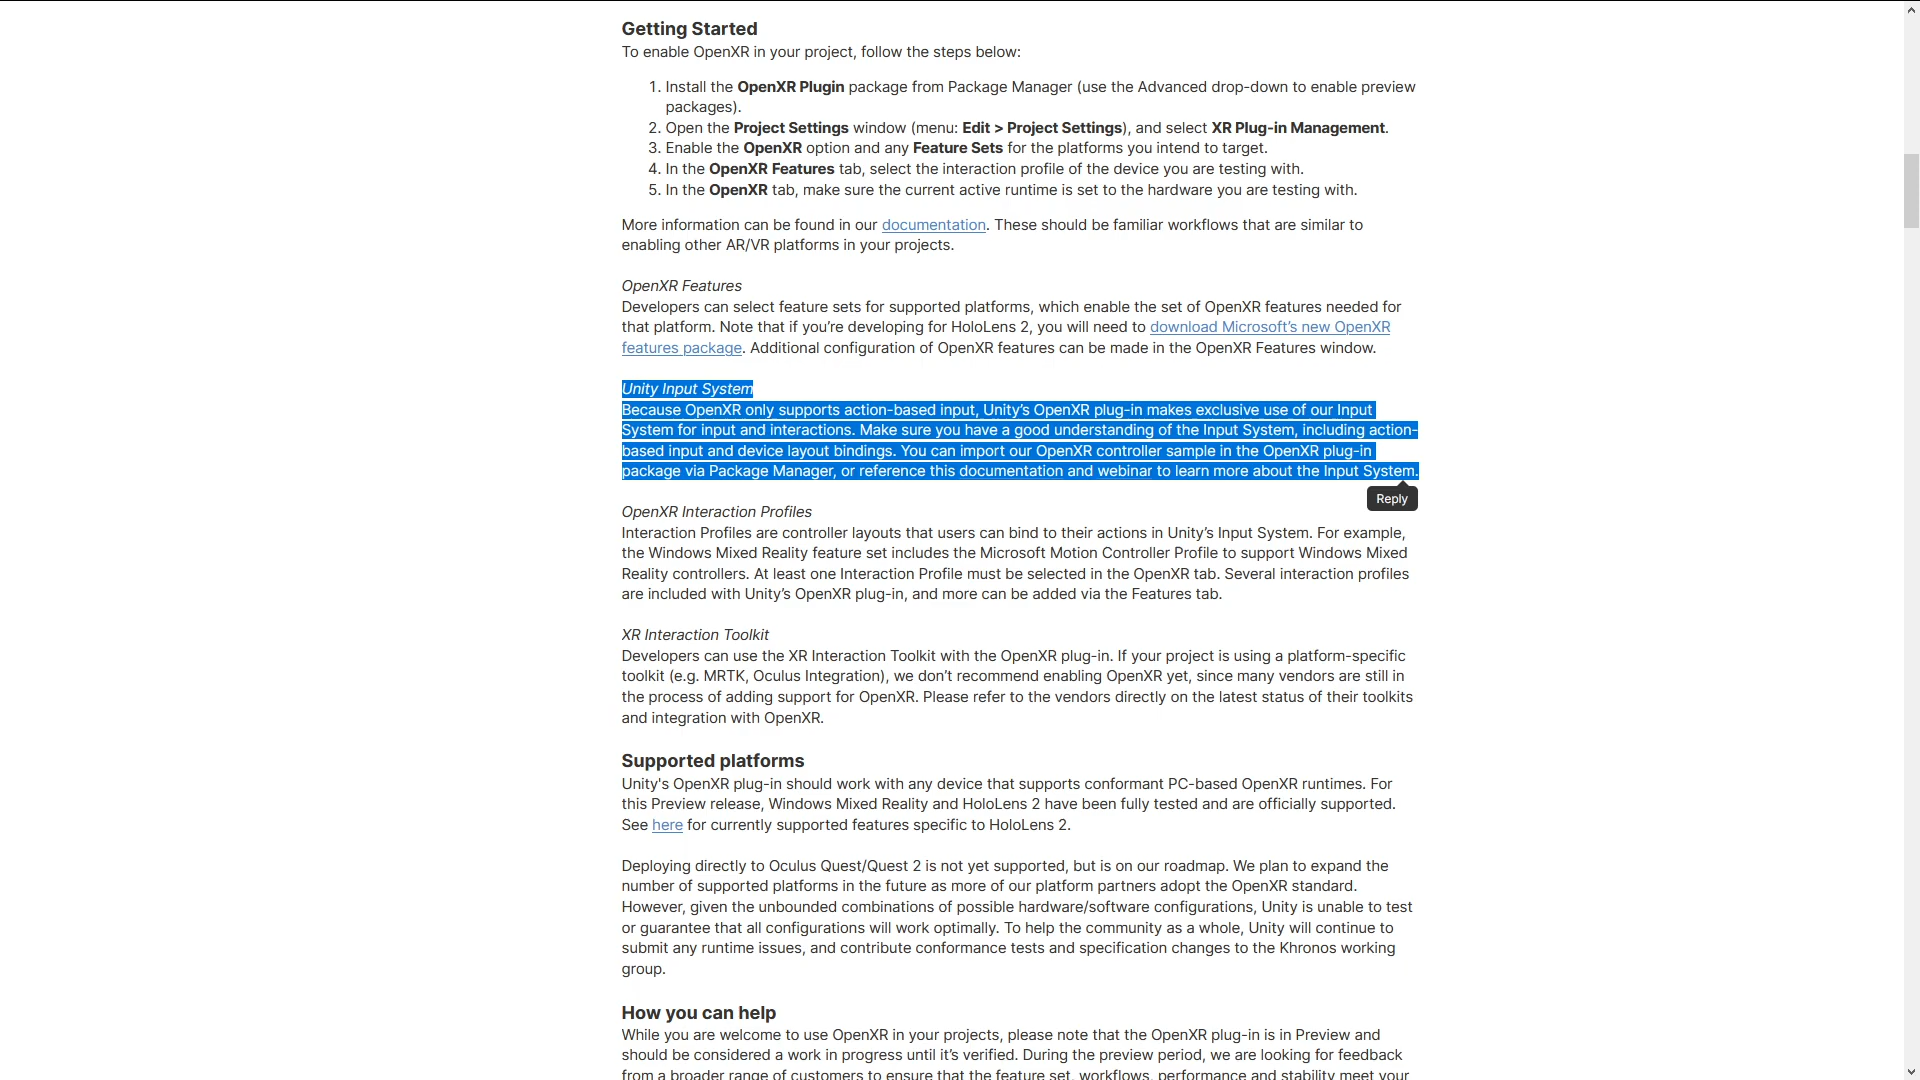 Getting Started
To enable OpenXR in your project, follow the steps below:
1. Install the OpenXR Plugin package from Package Manager (use the Advanced drop-down to enable preview
packages).
2. Open the Project Settings window (menu: Edit > Project Settings), and select XR Plug-in Management.
3. Enable the OpenXR option and any Feature Sets for the platforms you intend to target.
4. In the OpenXR Features tab, select the interaction profile of the device you are testing with.
5. In the OpenXR tab, make sure the current active runtime is set to the hardware you are testing with.
More information can be found in our documentation. These should be familiar workflows that are similar to
enabling other AR/VR platforms in your projects.
OpenXR Features
Developers can select feature sets for supported platforms, which enable the set of OpenXR features needed for
that platform. Note that if you’re developing for HoloLens 2, you will need to download Microsoft’s new OpenXR
features package. Additional configuration of OpenXR features can be made in the OpenXR Features window.
Unity Input System
Because OpenXR only supports action-based input, Unity’s OpenXR plug-in makes exclusive use of our Input
System for input and interactions. Make sure you have a good understanding of the Input System, including action-
based input and device layout bindings. You can import our OpenXR controller sample in the OpenXR plug-in
package via Package Manager, or reference this documentation and webinar to learn more about the Input System.
Reply
OpenXR Interaction Profiles
Interaction Profiles are controller layouts that users can bind to their actions in Unity’s Input System. For example,
the Windows Mixed Reality feature set includes the Microsoft Motion Controller Profile to support Windows Mixed
Reality controllers. At least one Interaction Profile must be selected in the OpenXR tab. Several interaction profiles
are included with Unity’s OpenXR plug-in, and more can be added via the Features tab.
XR Interaction Toolkit
Developers can use the XR Interaction Toolkit with the OpenXR plug-in. If your project is using a platform-specific
toolkit (e.g. MRTK, Oculus Integration), we don’t recommend enabling OpenXR yet, since many vendors are still in
the process of adding support for OpenXR. Please refer to the vendors directly on the latest status of their toolkits
and integration with OpenXR.
Supported platforms
Unity's OpenXR plug-in should work with any device that supports conformant PC-based OpenXR runtimes. For
this Preview release, Windows Mixed Reality and HoloLens 2 have been fully tested and are officially supported.
See here for currently supported features specific to HoloLens 2.
Deploying directly to Oculus Quest/Quest 2 is not yet supported, but is on our roadmap. We plan to expand the
number of supported platforms in the future as more of our platform partners adopt the OpenXR standard.
However, given the unbounded combinations of possible hardware/software configurations, Unity is unable to test
or guarantee that all configurations will work optimally. To help the community as a whole, Unity will continue to
submit any runtime issues, and contribute conformance tests and specification changes to the Khronos working
group.
How you can help
While you are welcome to use OpenXR in your projects, please note that the OpenXR plug-in is in Preview and
should be considered a work in progress until it’s verified. During the preview period, we are looking for feedback
from a broader range of customers to ensure that the feature set, workflows, performance and stability meet your